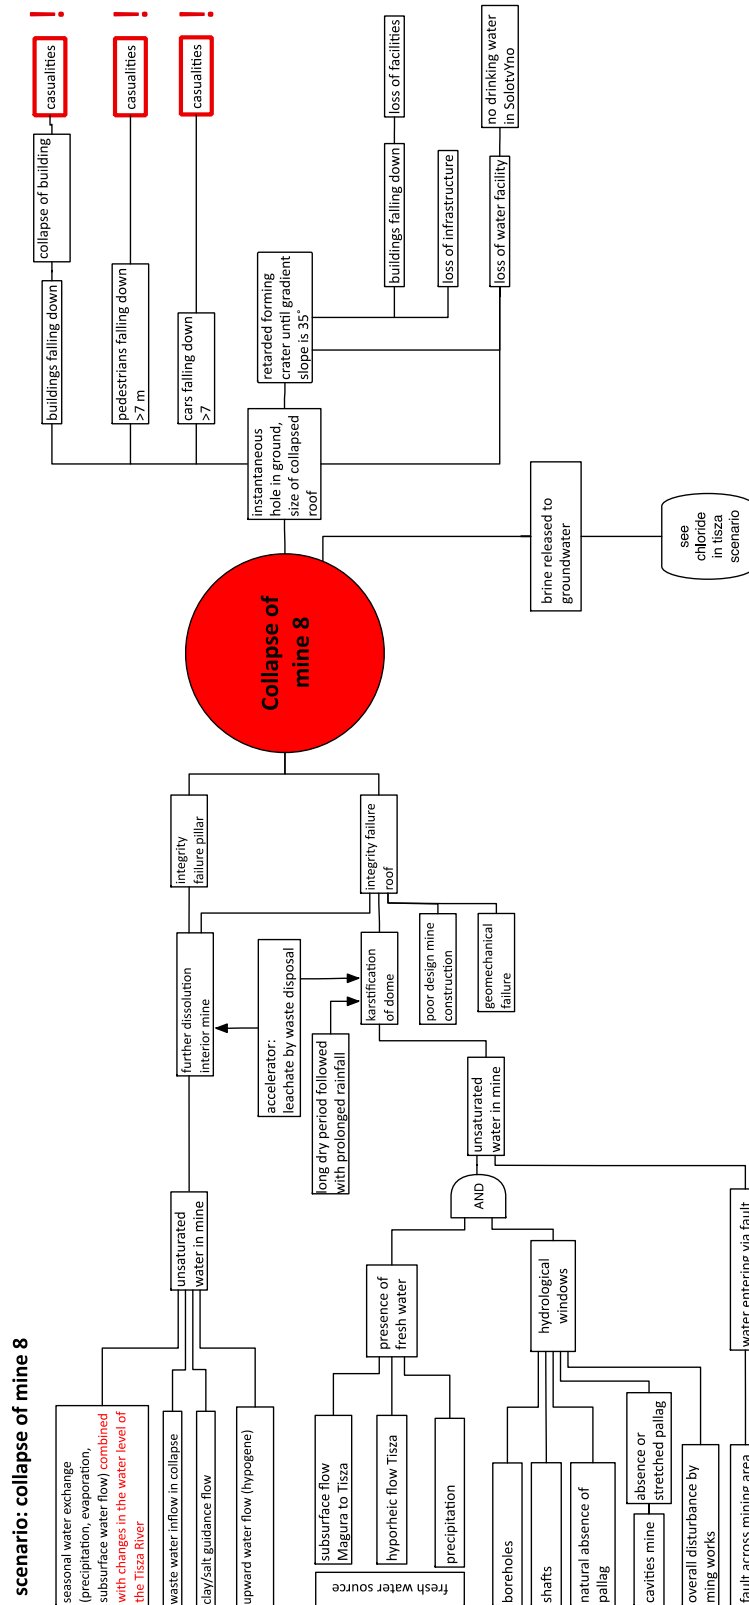 scenario: collapse of mine 8
seasonal water exchange
(precipitation, evaporation,
subsurface water flow) combined
with changes in the water level of
the Tisza River
waste water inflow in collapse
clay/salt guidance flow
upward water flow (hypogene)
unsaturated
water in mine
further dissolution
interior mine
accelerator:
leachate by waste disposal
long dry period followed
with prolonged rainfall
integrity
failure pillar
integrity failure
roof
karstification
of dome
poor design mine
construction
geomechanical
failure
fresh water source
subsurface flow
Magura to Tisza
hyporheic flow Tisza
precipitation
presence of
fresh water
AND
unsaturated
water in mine
boreholes
shafts
natural absence of
pallag
cavities mine
absence or
stretched pallag
overall disturbance by
ming works
hydrological
windows
fault across mining area
water entering via fault
Collapse of
mine 8
instantaneous
hole in ground,
size of collapsed
roof
buildings falling down
collapse of building
casualities
!
pedestrians falling down
>7 m
casualities
!
cars falling down
>7
casualities
!
retarded forming
crater until gradient
slope is 35°
buildings falling down
loss of facilities
loss of infrastructure
loss of water facility
no drinking water
in SolotvYno
brine released to
groundwater
see
chloride
in tisza
scenario